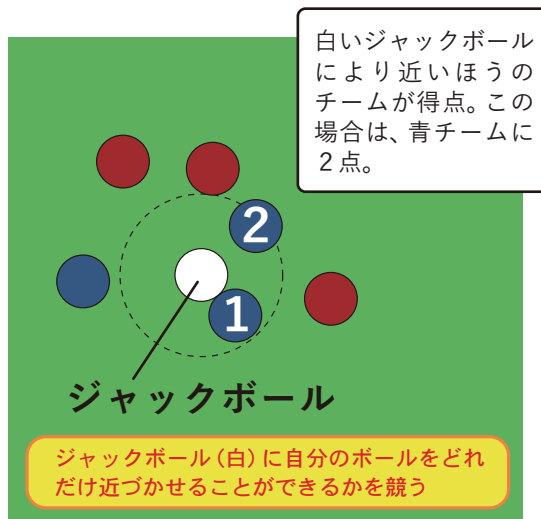 白いジャックボール
により近いほうの
チームが得点。この
場合は、青チームに
２点。
2
1
ジャックボール
ジャックボール（白）に自分のボールをどれ
だけ近づかせることができるかを競う